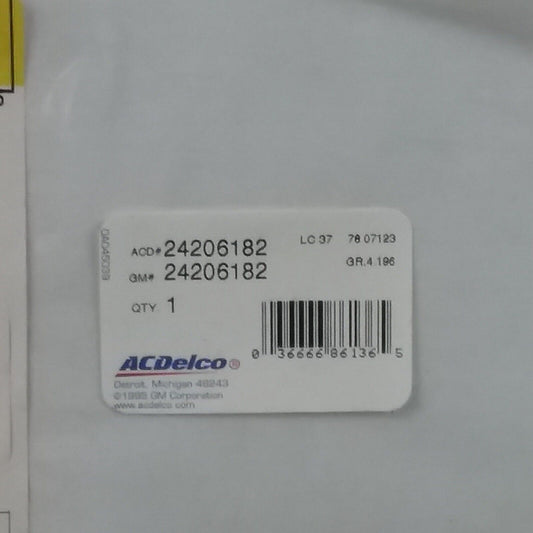 ACD# 24206182 LC 37 78 07123
GM# 24206182 GR.4.196
QTY 1
0 36666 86136 5
ACDelco®
Detroit, Michigan 48243
©1995 GM Corporation
www.acdelco.com